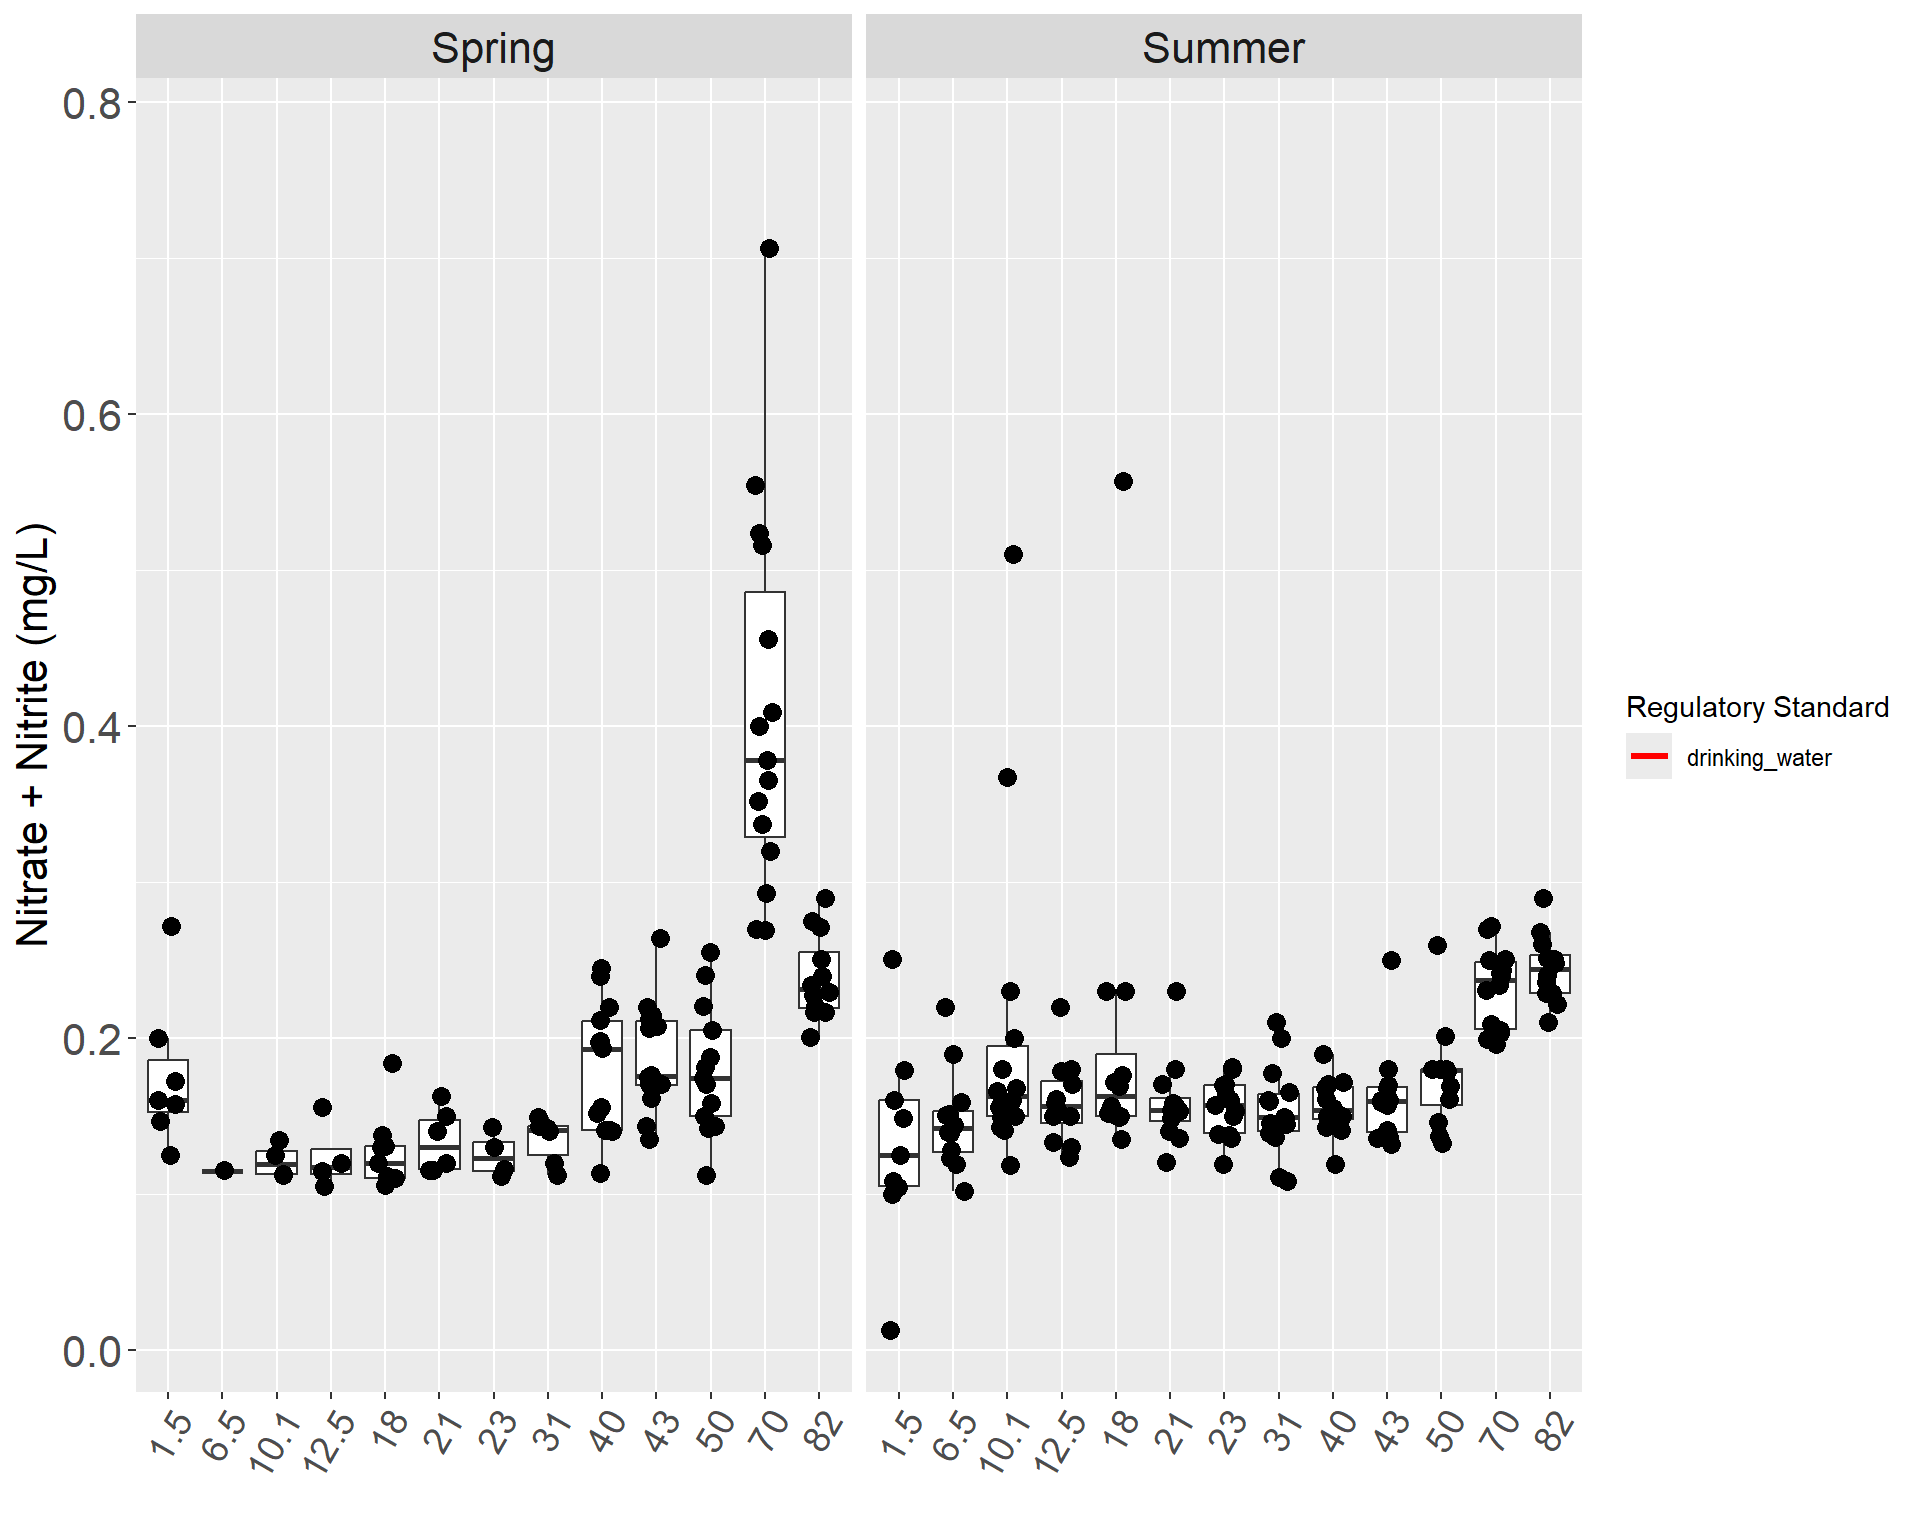 Spring
Summer
Nitrate + Nitrite (mg/L)
0.8
0.6
0.4
0.2
0.0
1.5 6.5 10.1 12.5 18 21 23 31 40 43 50 70 82
1.5 6.5 10.1 12.5 18 21 23 31 40 43 50 70 82
Regulatory Standard
drinking_water